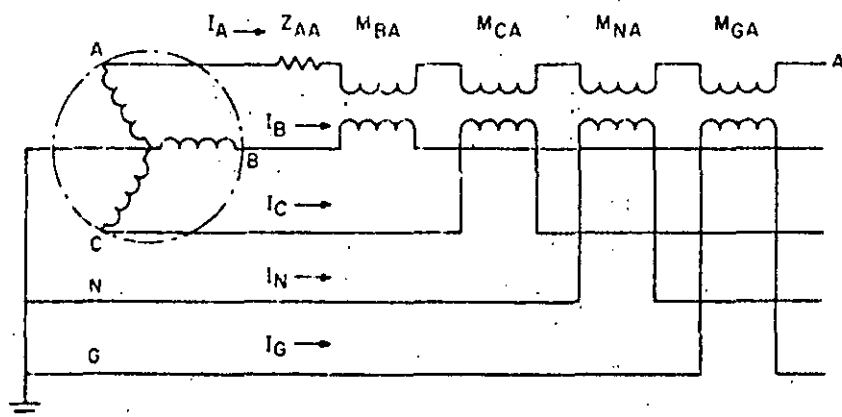 I_A → Z_AA M_BA M_CA M_NA M_GA
A A
I_B →
B
I_C →
C
I_N →
N
I_G →
G